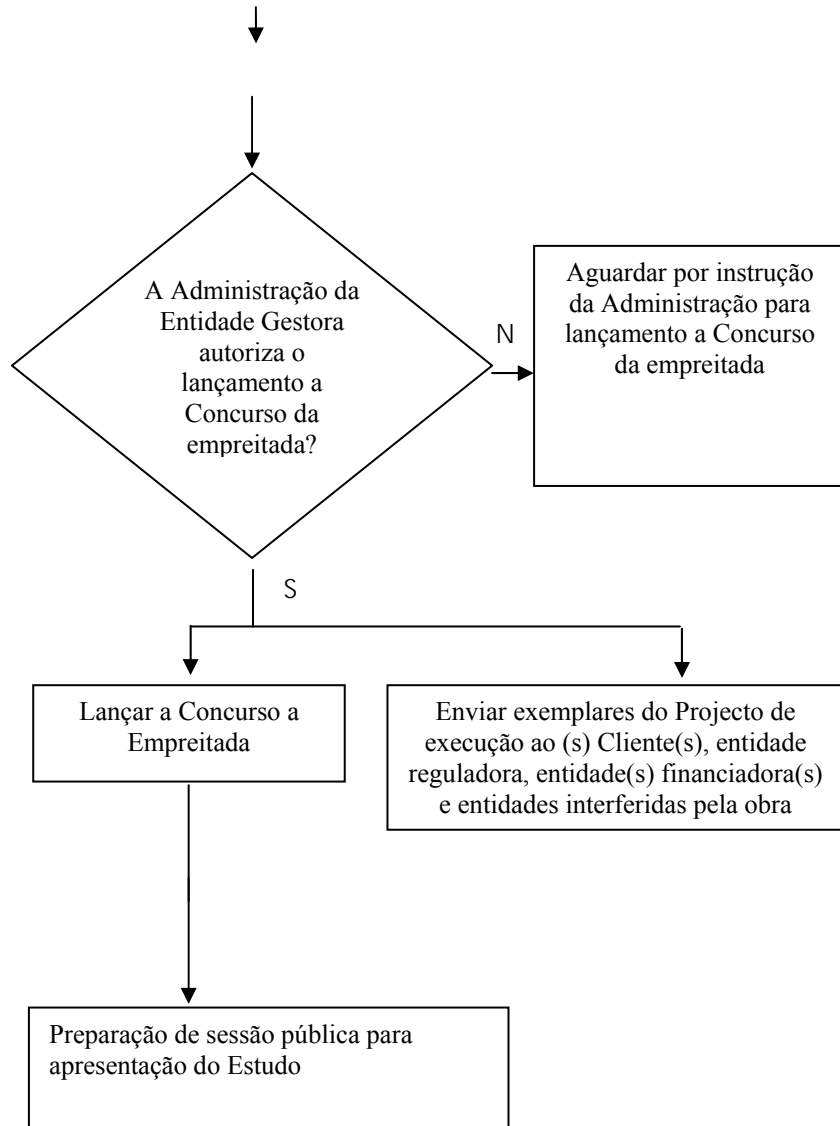 A Administração da
Entidade Gestora
autoriza o
lançamento a
Concurso da
empreitada?
N
Aguardar por instrução
da Administração para
lançamento a Concurso
da empreitada
S
Lançar a Concurso a
Empreitada
Enviar exemplares do Projecto de
execução ao (s) Cliente(s), entidade
reguladora, entidade(s) financiadora(s)
e entidades interferidas pela obra
Preparação de sessão pública para
apresentação do Estudo